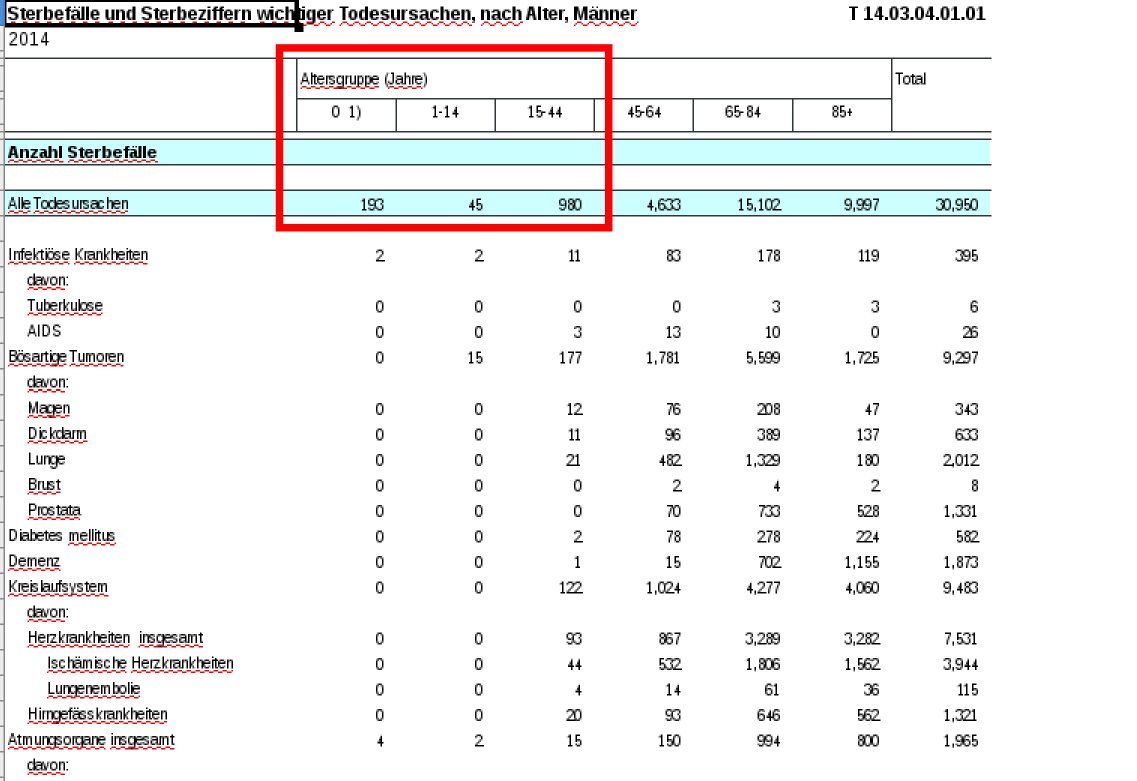 Sterbefälle und Sterbeziffern wichtiger Todesursachen, nach Alter, Männer T 14.03.04.01.01
2014
Altersgruppe (Jahre) Total
0 1) 1-14 15-44 45-64 65-84 85+
Anzahl Sterbefälle
Alle Todesursachen 193 45 980 4,633 15,102 9,997 30,950
Infektiöse Krankheiten 2 2 11 83 178 119 395
davon:
Tuberkulose 0 0 0 0 3 3 6
AIDS 0 0 3 13 10 0 26
Bösartige Tumoren 0 15 177 1,781 5,599 1,725 9,297
davon:
Magen 0 0 12 76 208 47 343
Dickdarm 0 0 11 96 389 137 633
Lunge 0 0 21 482 1,329 180 2,012
Brust 0 0 0 2 4 2 8
Prostata 0 0 0 70 733 528 1,331
Diabetes mellitus 0 0 2 78 278 224 582
Demenz 0 0 1 15 702 1,155 1,873
Kreislaufsystem 0 0 122 1,024 4,277 4,060 9,483
davon:
Herzkrankheiten insgesamt 0 0 93 867 3,289 3,282 7,531
Ischämische Herzkrankheiten 0 0 44 532 1,806 1,562 3,944
Lungenembolie 0 0 4 14 61 36 115
Hirngefässkrankheiten 0 0 20 93 646 562 1,321
Atmungsorgane insgesamt 4 2 15 150 994 800 1,965
davon: